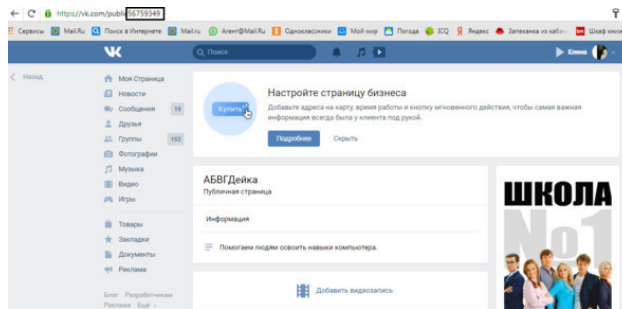 https://vk.com/public56759349
Сервисы Mail.Ru Поиск в Интернете Mail.ru Агент@Mail.Ru Одноклассники Мой мир Погода ICQ Яндекс Запеканка из каба Шкаф книж
Поиск Елена
Назад
Моя Страница
Новости
Сообщения 19
Друзья
Группы 152
Фотографии
Музыка
Видео
Игры
Товары
Закладки
Документы
Реклама
Блог Разработчикам
Реклама Ещё
Купить
Настройте страницу бизнеса
Добавьте адреса на карту, время работы и кнопку мгновенного действия, чтобы самая важная
информация всегда была у клиента под рукой.
Подробнее Скрыть
АБВГДейка
Публичная страница
Информация
Помогаем людям освоить навыки компьютера.
Добавить видеозапись
ШКОЛА
№1